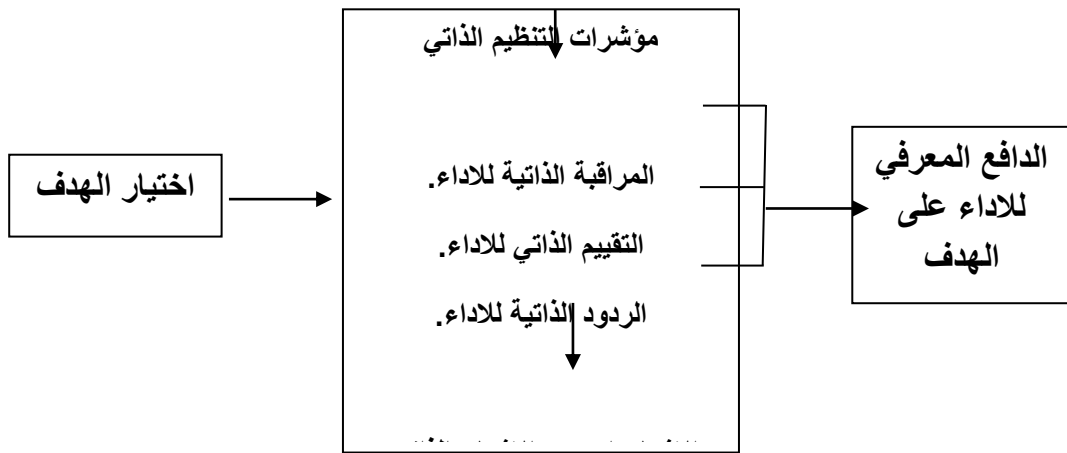 مؤشرات التنظيم الذاتي
المراقبة الذاتية للاداء.
التقييم الذاتي للاداء.
الردود الذاتية للاداء.
اختيار الهدف
الدافع المعرفي
للاداء على
الهدف